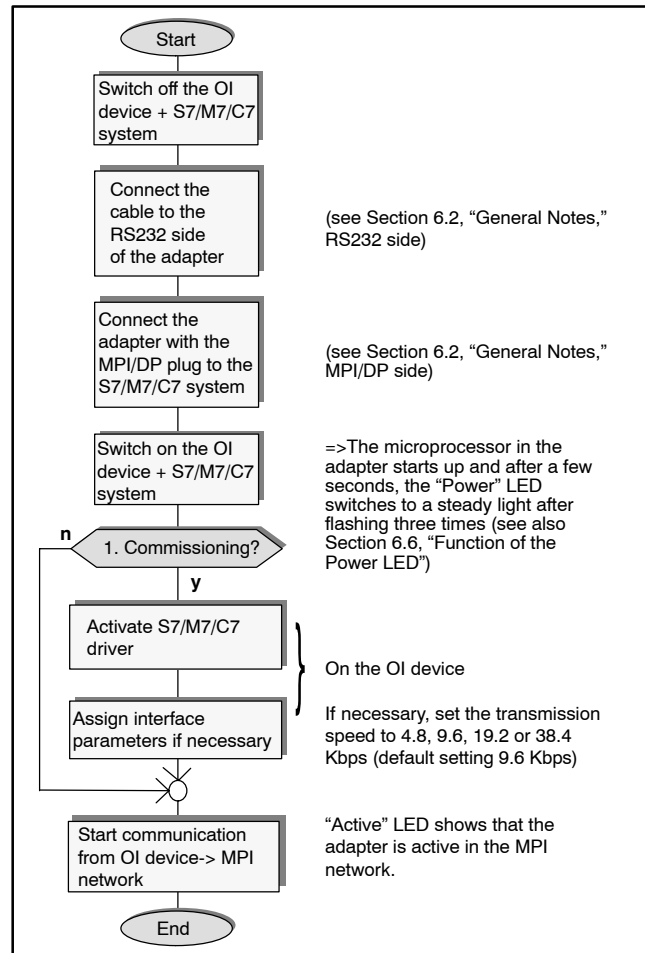 Start
Switch off the OI
device + S7/M7/C7
system
Connect the
cable to the
RS232 side
of the adapter
(see Section 6.2, “General Notes,”
RS232 side)
Connect the
adapter with the
MPI/DP plug to the
S7/M7/C7 system
(see Section 6.2, “General Notes,”
MPI/DP side)
Switch on the OI
device + S7/M7/C7
system
=>The microprocessor in the
adapter starts up and after a few
seconds, the “Power” LED
switches to a steady light after
flashing three times (see also
Section 6.6, “Function of the
Power LED”)
n
1. Commissioning?
y
Activate S7/M7/C7
driver
On the OI device
Assign interface
parameters if necessary
If necessary, set the transmission
speed to 4.8, 9.6, 19.2 or 38.4
Kbps (default setting 9.6 Kbps)
Start communication
from OI device-> MPI
network
“Active” LED shows that the
adapter is active in the MPI
network.
End